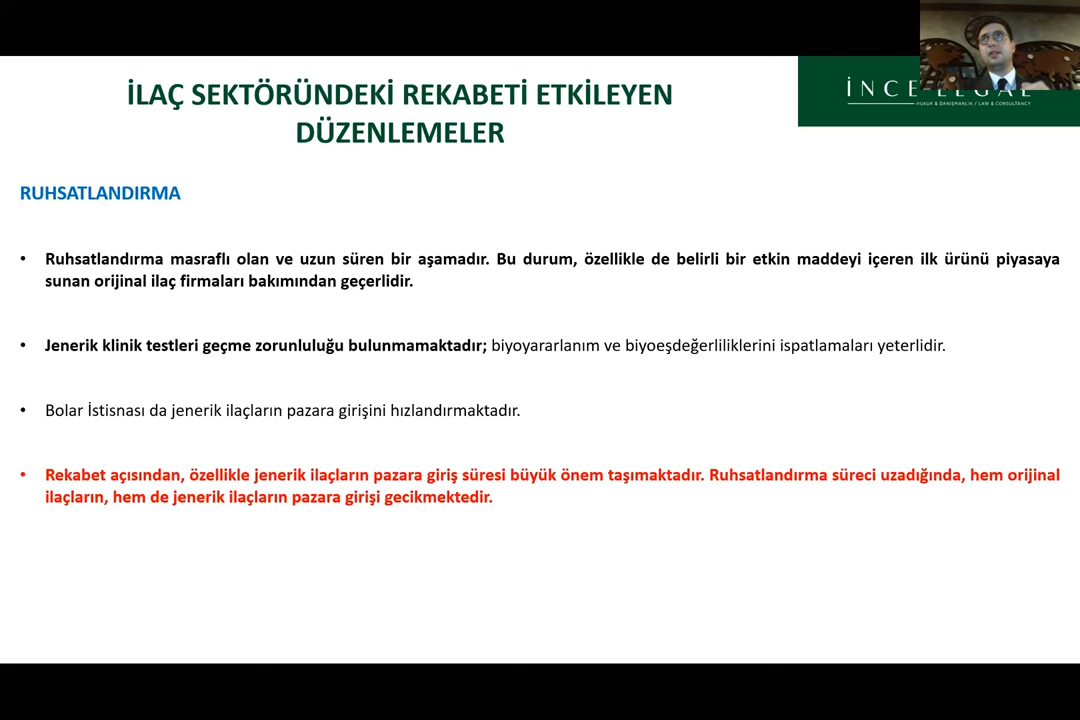 İLAÇ SEKTÖRÜNDEKİ REKABETİ ETKİLEYEN
DÜZENLEMELER
İNCE LEGAL
HUKUK & DANIŞMANLIK / LAW & CONSULTANCY
RUHSATLANDIRMA
• Ruhsatlandırma masraflı olan ve uzun süren bir aşamadır. Bu durum, özellikle de belirli bir etkin maddeyi içeren ilk ürünü piyasaya
sunan orijinal ilaç firmaları bakımından geçerlidir.
• Jenerik klinik testleri geçme zorunluluğu bulunmamaktadır; biyoyararlanım ve biyoeşdeğerliliklerini ispatlamaları yeterlidir.
• Bolar İstisnası da jenerik ilaçların pazara girişini hızlandırmaktadır.
• Rekabet açısından, özellikle jenerik ilaçların pazara giriş süresi büyük önem taşımaktadır. Ruhsatlandırma süreci uzadığında, hem orijinal
ilaçların, hem de jenerik ilaçların pazara girişi gecikmektedir.